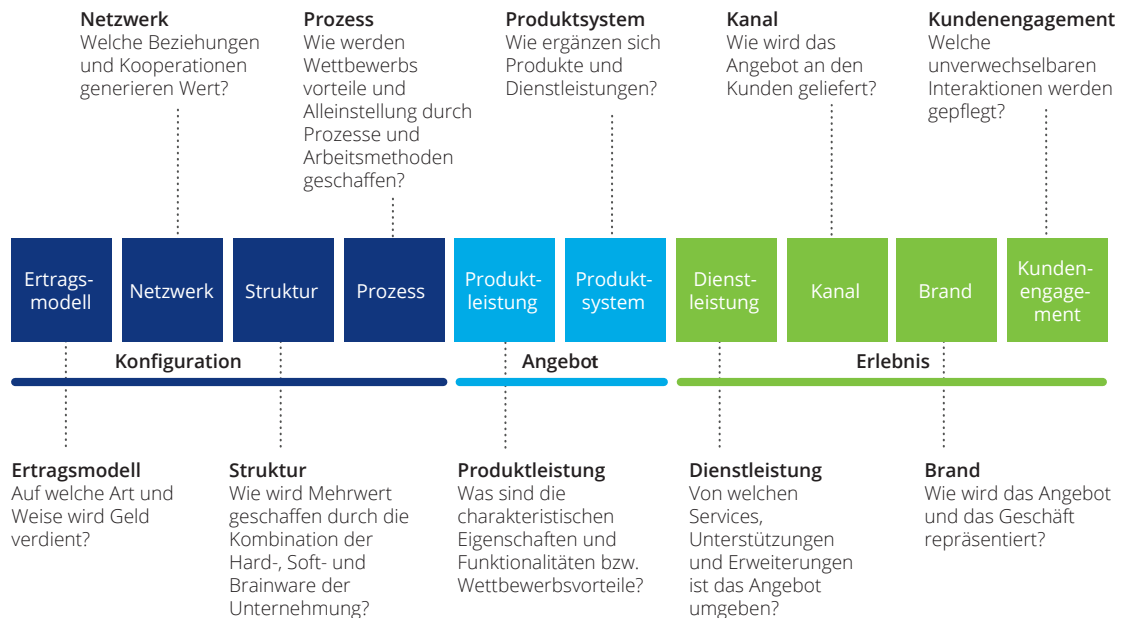 Netzwerk
Welche Beziehungen
und Kooperationen
generieren Wert?
Prozess
Wie werden
Wettbewerbs
vorteile und
Alleinstellung durch
Prozesse und
Arbeitsmethoden
geschaffen?
Produktsystem
Wie ergänzen sich
Produkte und
Dienstleistungen?
Kanal
Wie wird das
Angebot an den
Kunden geliefert?
Kundenengagement
Welche
unverwechselbaren
Interaktionen werden
gepflegt?
Ertrags-
modell
Netzwerk
Struktur
Prozess
Produkt-
leistung
Produkt-
system
Dienst-
leistung
Kanal
Brand
Kunden-
engage-
ment
Konfiguration
Angebot
Erlebnis
Ertragsmodell
Auf welche Art und
Weise wird Geld
verdient?
Struktur
Wie wird Mehrwert
geschaffen durch die
Kombination der
Hard-, Soft- und
Brainware der
Unternehmung?
Produktleistung
Was sind die
charakteristischen
Eigenschaften und
Funktionalitäten bzw.
Wettbewerbsvorteile?
Dienstleistung
Von welchen
Services,
Unterstützungen
und Erweiterungen
ist das Angebot
umgeben?
Brand
Wie wird das Angebot
und das Geschäft
repräsentiert?